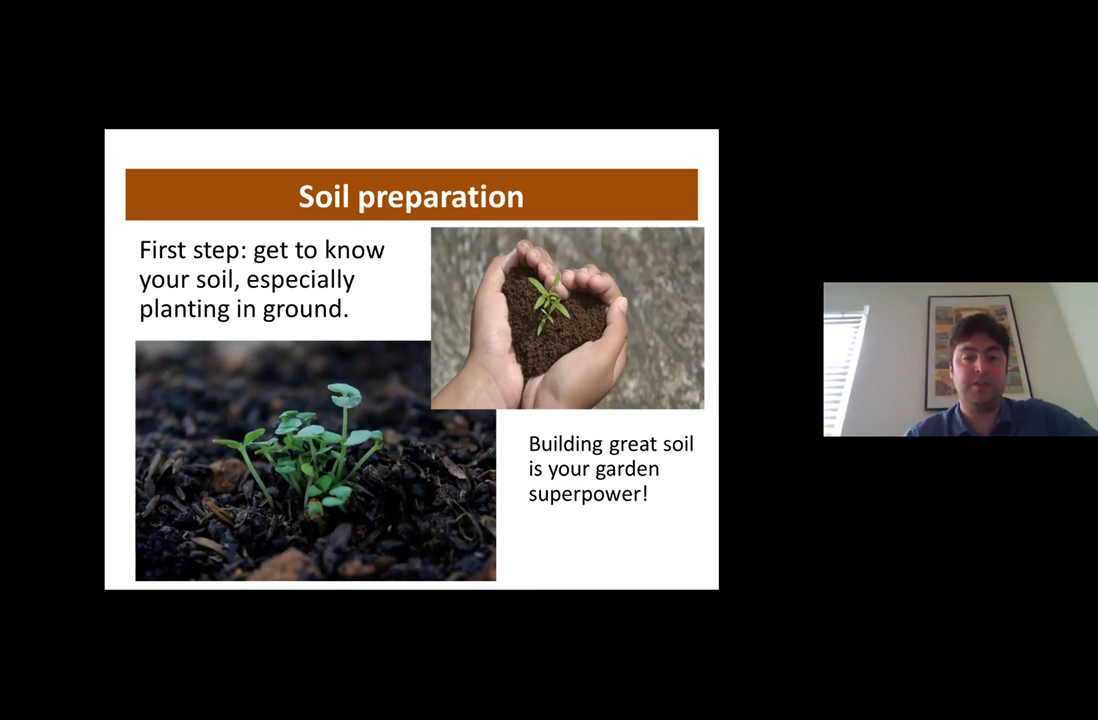 Soil preparation
First step: get to know
your soil, especially
planting in ground.
Building great soil
is your garden
superpower!